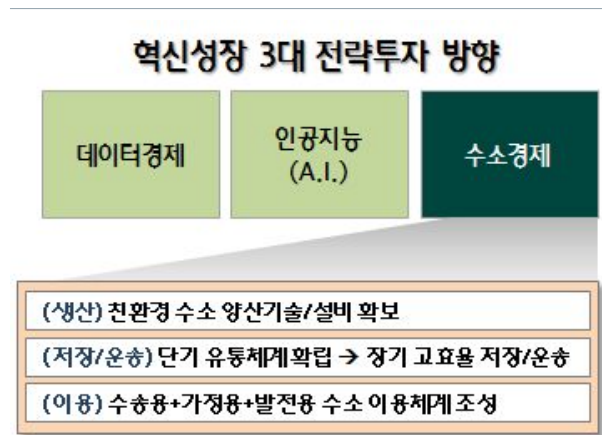 혁신성장 3대 전략투자 방향
데이터경제
인공지능
(A.I.)
수소경제
(생산) 친환경 수소 양산기술/설비 확보
(저장/운송) 단기 유통체계확립 → 장기 고효율 저장/운송
(이용) 수송용+가정용+발전용 수소 이용체계 조성